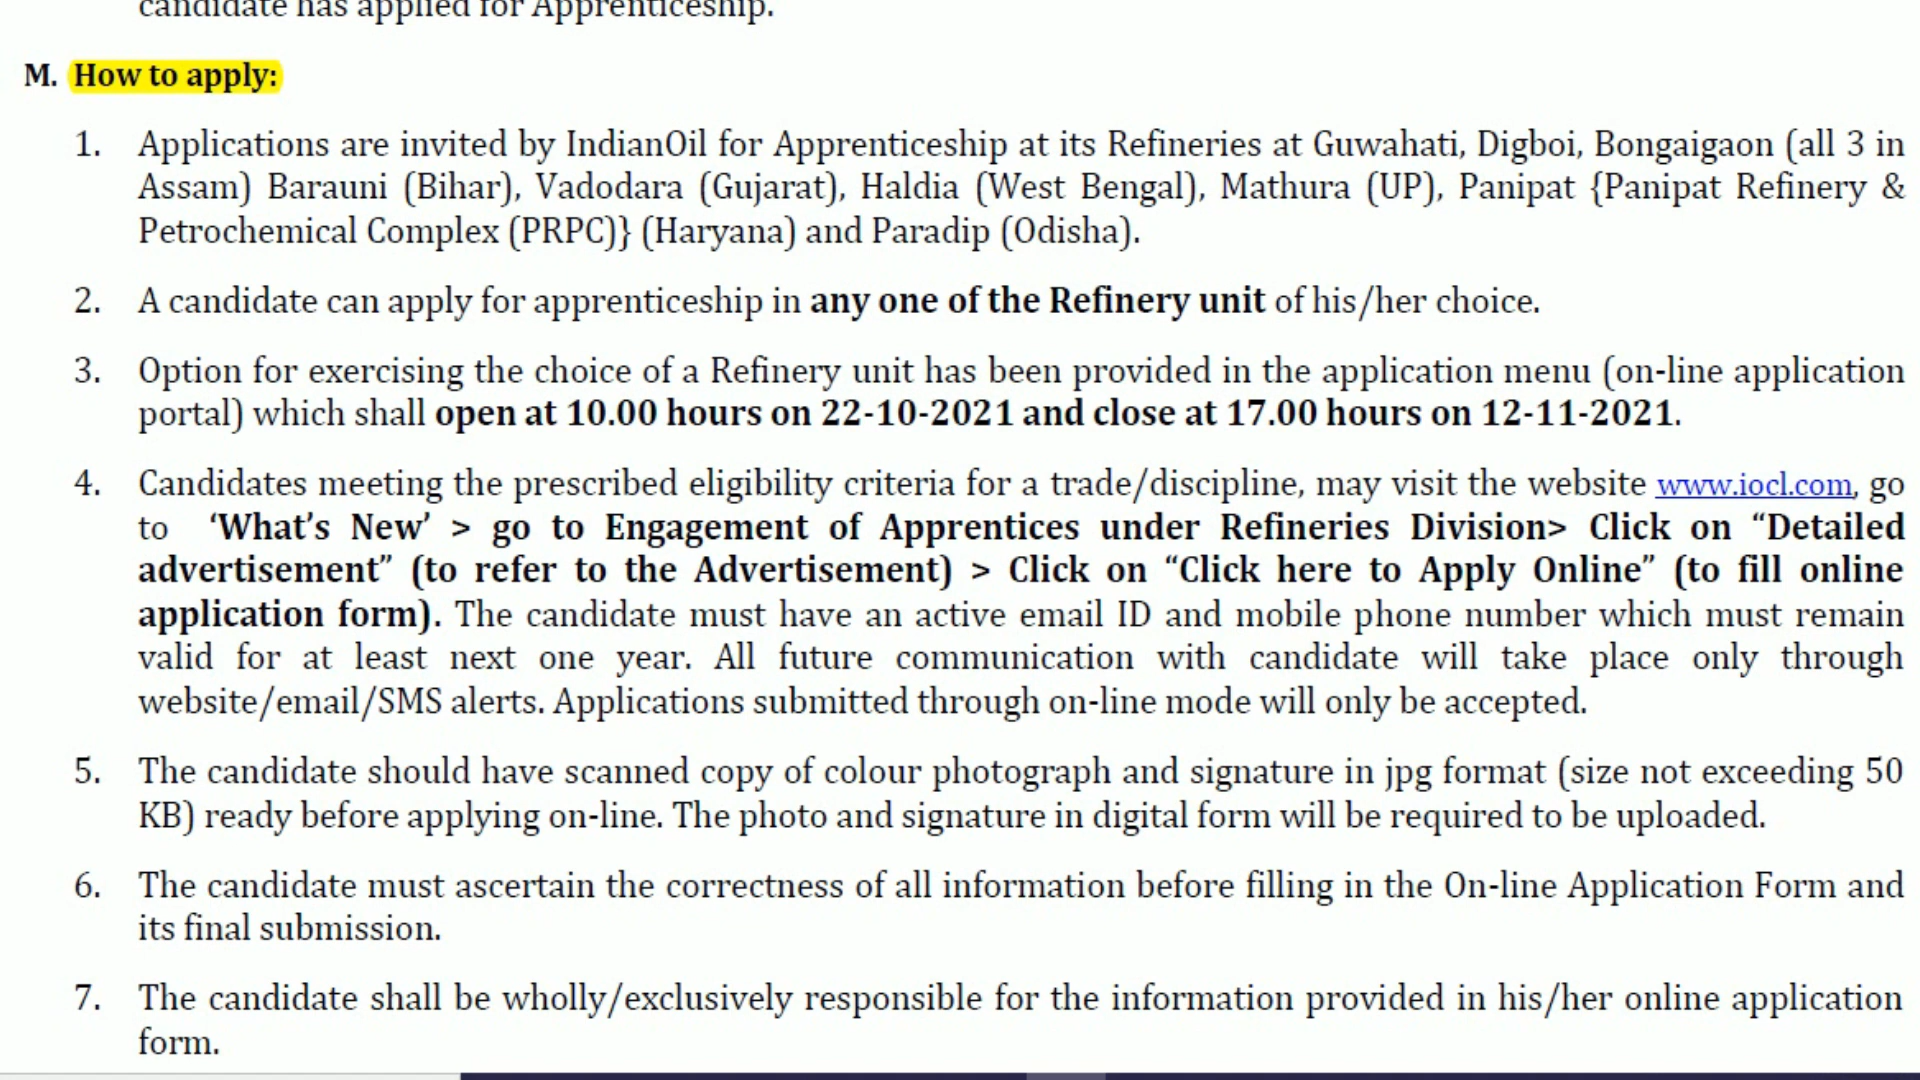 candidate has applied for Apprenticeship.
M. How to apply:
1. Applications are invited by IndianOil for Apprenticeship at its Refineries at Guwahati, Digboi, Bongaigaon (all 3 in
Assam) Barauni (Bihar), Vadodara (Gujarat), Haldia (West Bengal), Mathura (UP), Panipat {Panipat Refinery &
Petrochemical Complex (PRPC)} (Haryana) and Paradip (Odisha).
2. A candidate can apply for apprenticeship in any one of the Refinery unit of his/her choice.
3. Option for exercising the choice of a Refinery unit has been provided in the application menu (on-line application
portal) which shall open at 10.00 hours on 22-10-2021 and close at 17.00 hours on 12-11-2021.
4. Candidates meeting the prescribed eligibility criteria for a trade/discipline, may visit the website www.iocl.com, go
to ‘What’s New’ > go to Engagement of Apprentices under Refineries Division> Click on “Detailed
advertisement” (to refer to the Advertisement) > Click on “Click here to Apply Online” (to fill online
application form). The candidate must have an active email ID and mobile phone number which must remain
valid for at least next one year. All future communication with candidate will take place only through
website/email/SMS alerts. Applications submitted through on-line mode will only be accepted.
5. The candidate should have scanned copy of colour photograph and signature in jpg format (size not exceeding 50
KB) ready before applying on-line. The photo and signature in digital form will be required to be uploaded.
6. The candidate must ascertain the correctness of all information before filling in the On-line Application Form and
its final submission.
7. The candidate shall be wholly/exclusively responsible for the information provided in his/her online application
form.